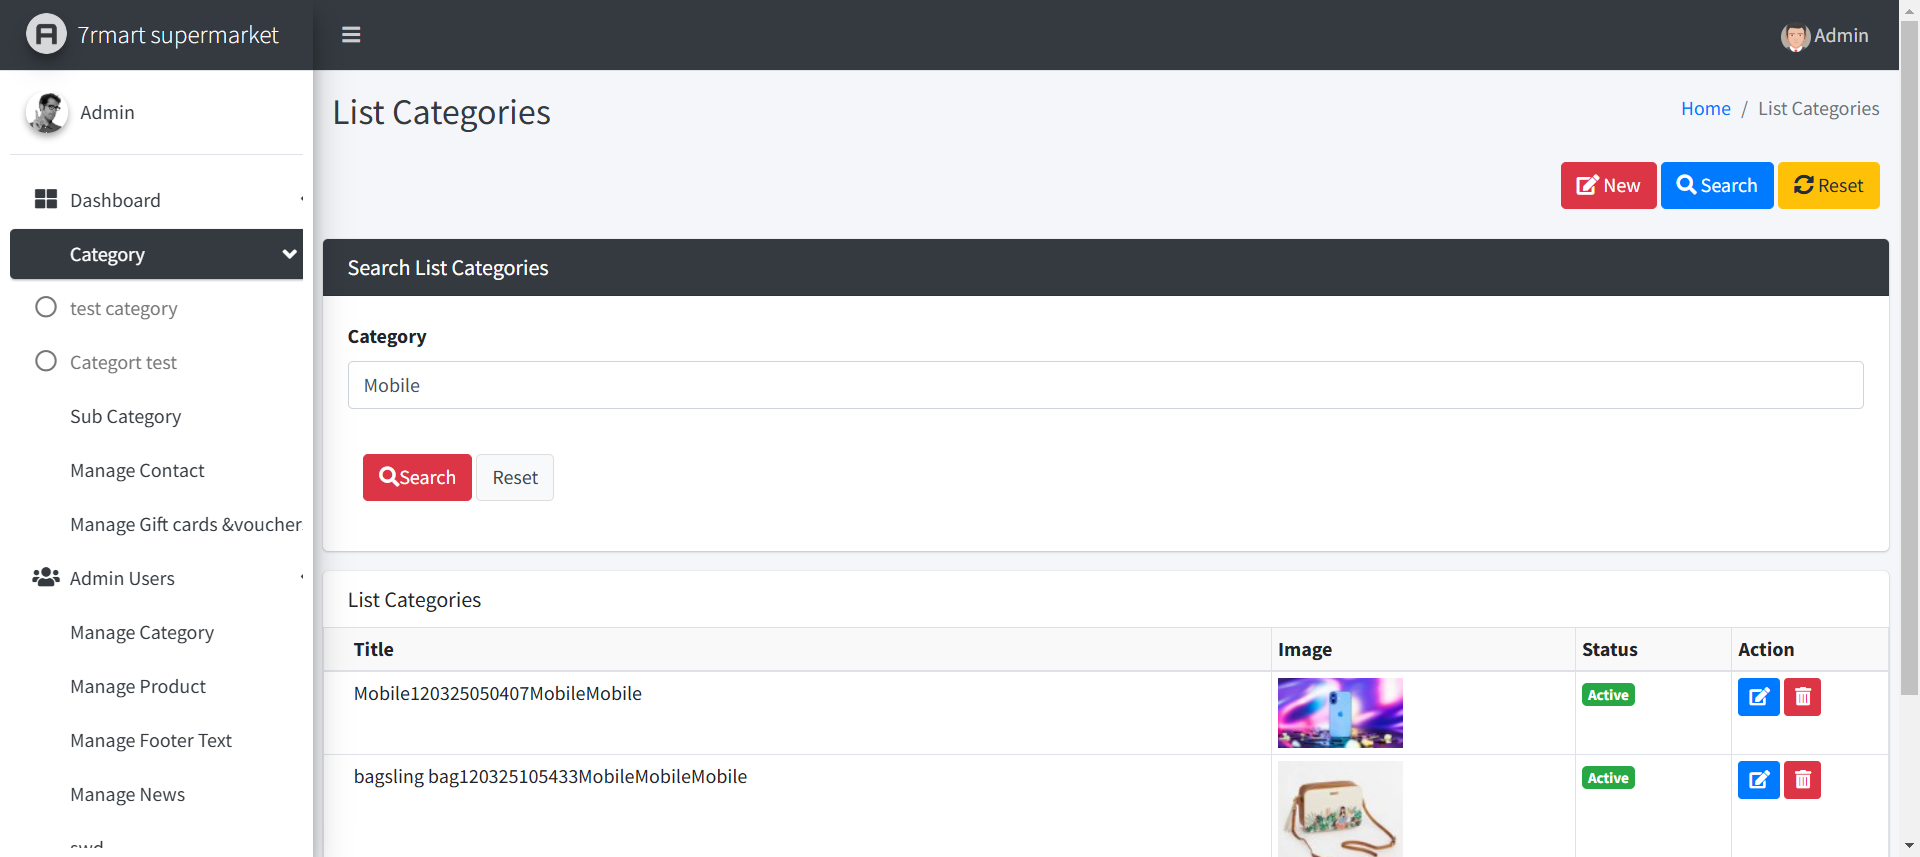 7rmart supermarket
Admin
Admin
List Categories
Home / List Categories
New
Search
Reset
Dashboard
Category
test category
Categort test
Sub Category
Manage Contact
Manage Gift cards &voucher
Admin Users
Manage Category
Manage Product
Manage Footer Text
Manage News
swd
Search List Categories
Category
Mobile
Search
Reset
List Categories
Title Image Status Action
Mobile120325050407MobileMobile Active
bagsling bag120325105433MobileMobileMobile Active